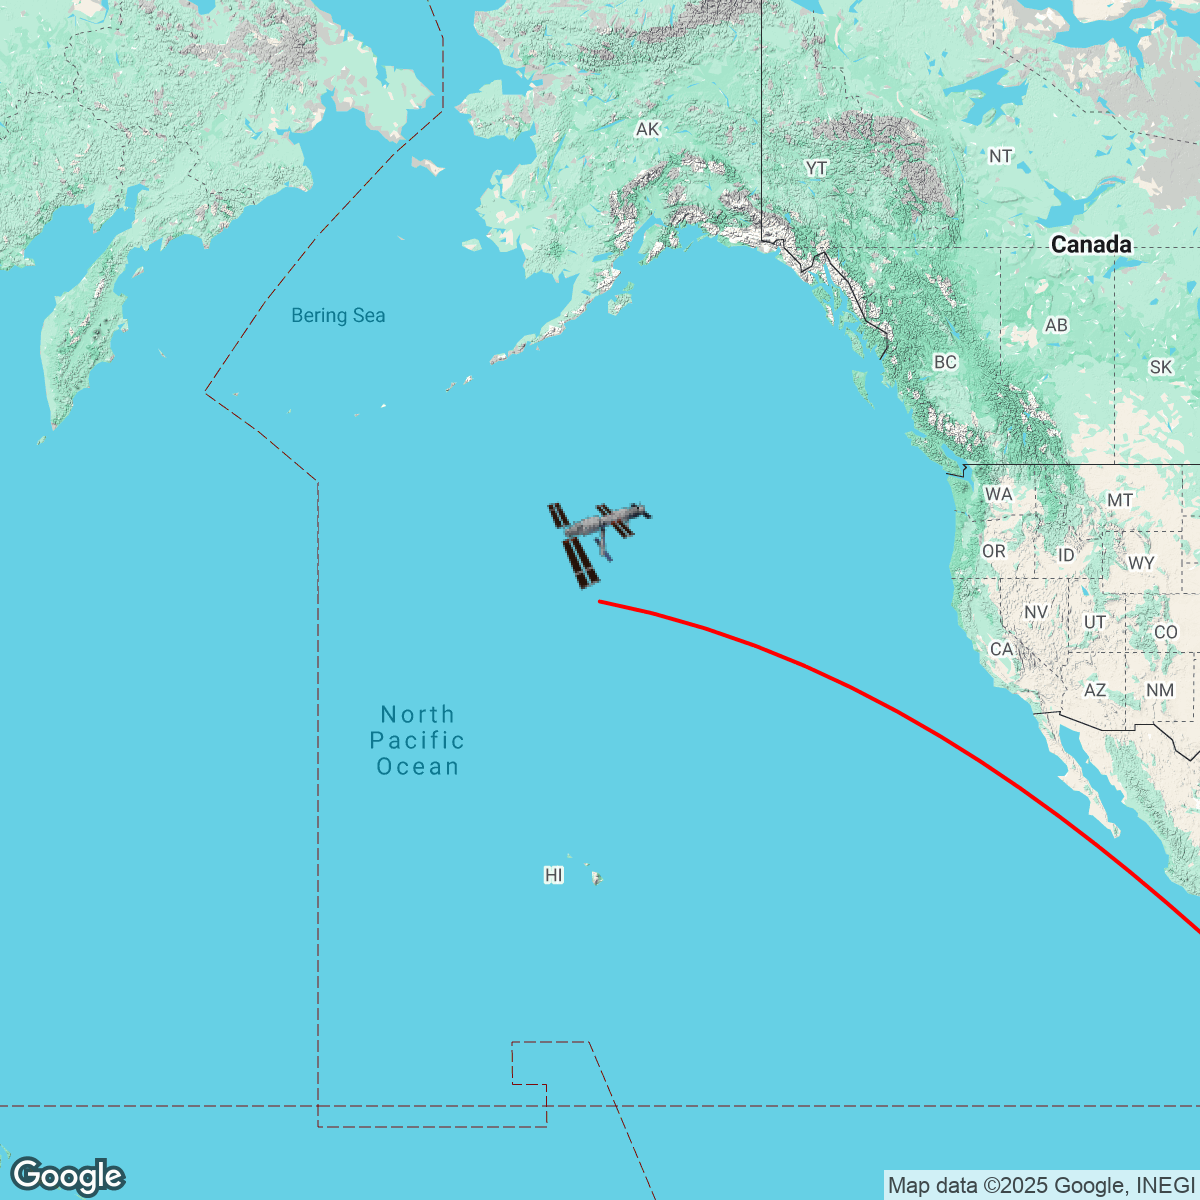 AK
YT
NT
Canada
Bering Sea
AB
BC
SK
WA
MT
OR
ID
WY
NV
UT
CO
CA
AZ
NM
North
Pacific
Ocean
HI
Google
Map data ©2025 Google, INEGI